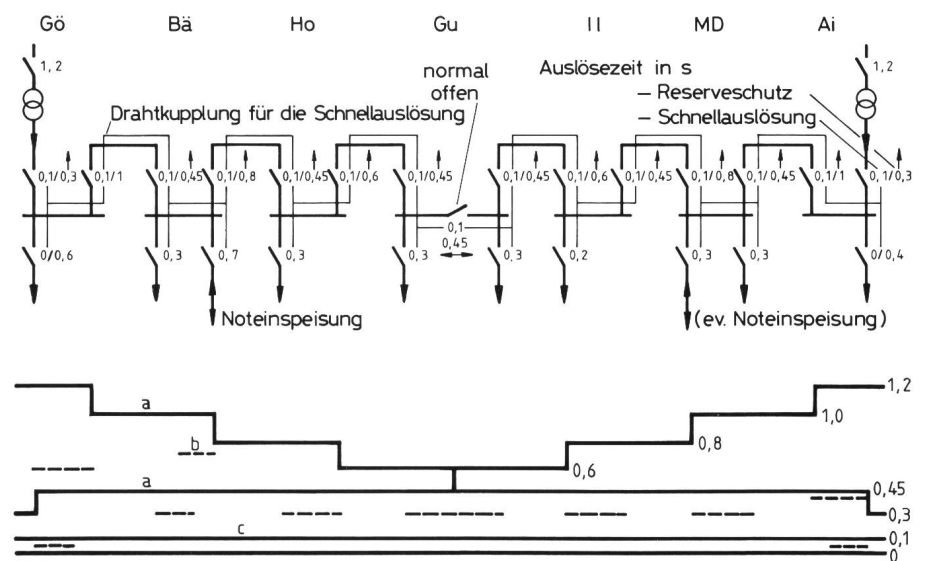 Gö Bä Ho Gu Il MD Ai
1,2 normal offen Auslösezeit in s 1,2
– Reserveschutz
Drahtkupplung für die Schnellauslösung – Schnellauslösung
0,1/0,3 0,1/1 0,1/0,45 0,1/0,8 0,1/0,45 0,1/0,6 0,1/0,45 0,1/0,45 0,1/0,6 0,1/0,45 0,1/0,8 0,1/0,45 0,1/1 0,1/0,3
0,1
0,45
0/0,6 0,3 0,7 0,3 0,3 0,3 0,2 0,3 0,3 0/0,4
Noteinspeisung (ev. Noteinspeisung)
1,2
a 1,0
b 0,8
0,6
a 0,45
0,3
c 0,1
0